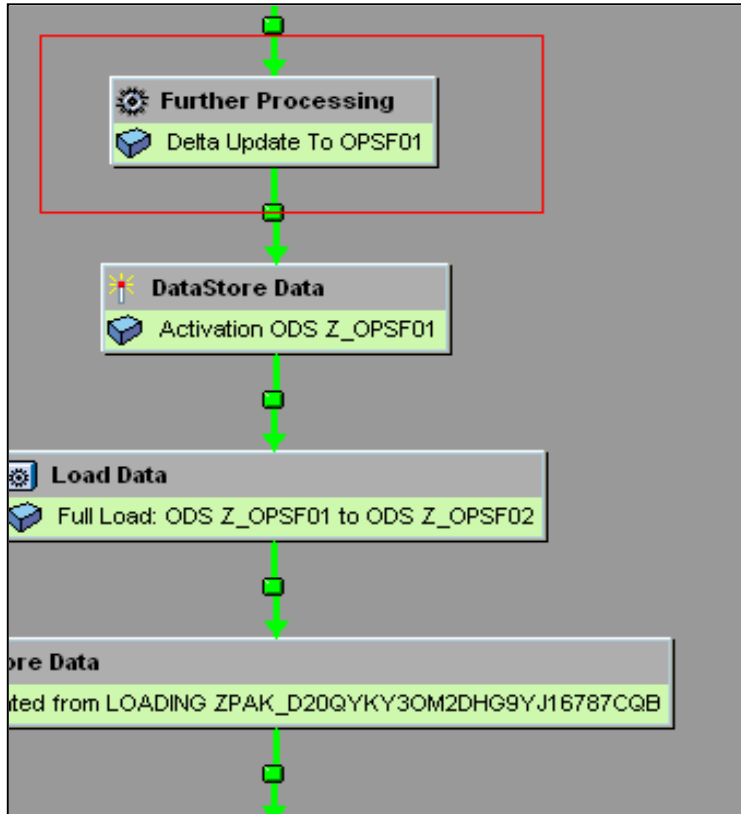 Further Processing
Delta Update To OPSF01
DataStore Data
Activation ODS Z_OPSF01
Load Data
Full Load: ODS Z_OPSF01 to ODS Z_OPSF02
ore Data
ted from LOADING ZPAK_D20QYKY3OM2DHG9YJ16787CQB